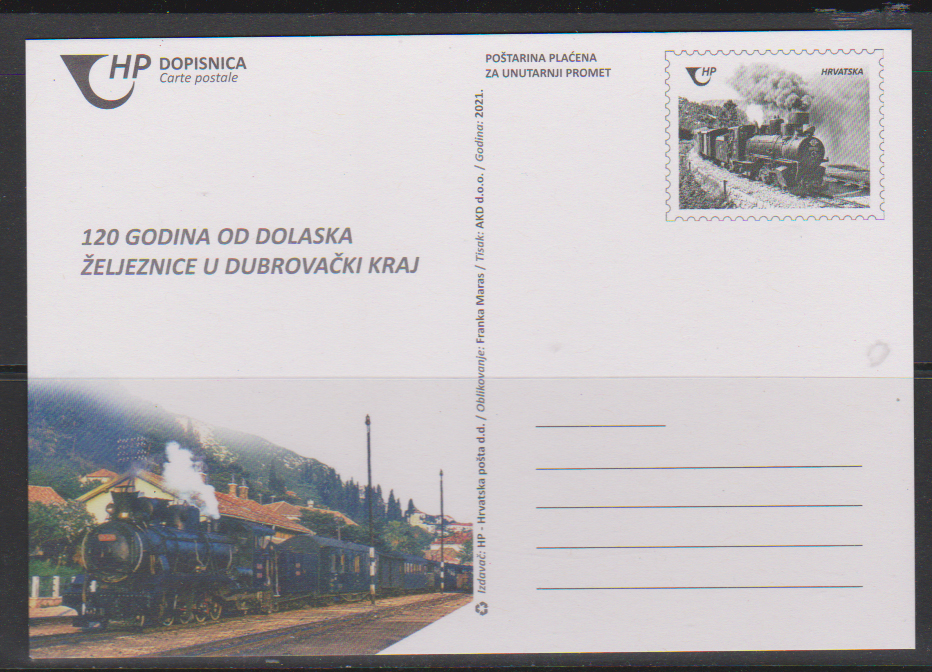 HP DOPISNICA
Carte postale
POŠTARINA PLAĆENA
ZA UNUTARNJI PROMET
HP HRVATSKA
120 GODINA OD DOLASKA
ŽELJEZNICE U DUBROVAČKI KRAJ
Izdavač: HP - Hrvatska pošta d.d. / Oblikovanje: Franka Maras / Tisak: AKD d.o.o. / Godina: 2021.